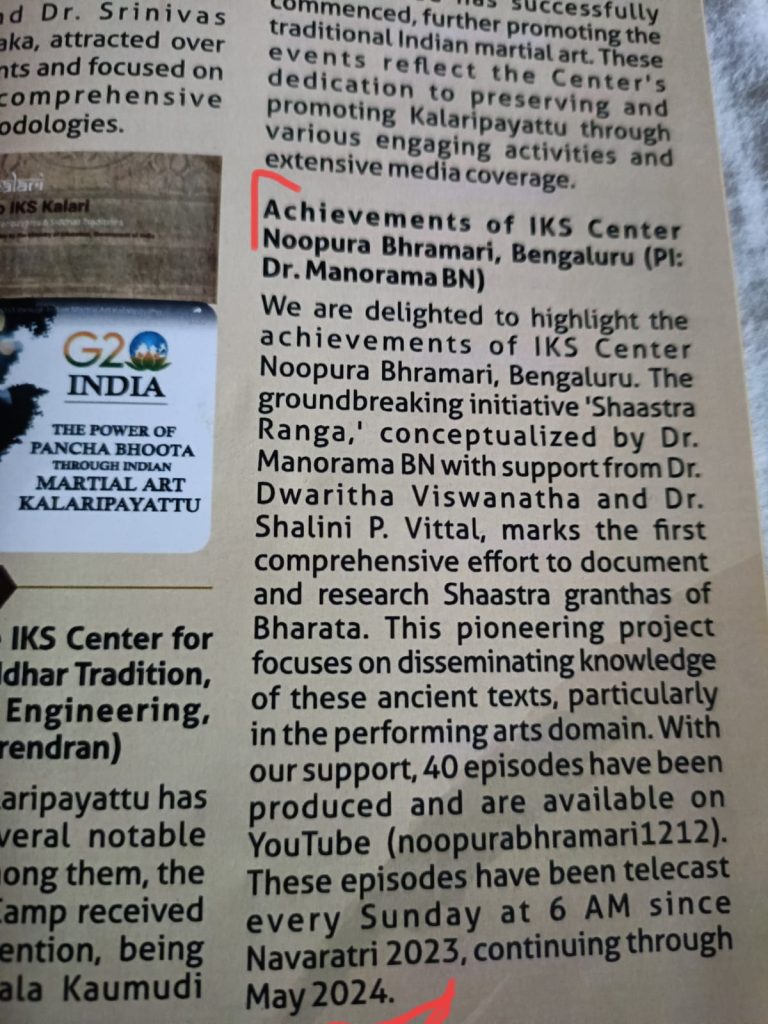 nd Dr. Srinivas
aka, attracted over
nts and focused on
comprehensive
odologies.
alari
o IKS Kalari
G20
INDIA
THE POWER OF
PANCHA BHOOTA
THROUGH INDIAN
MARTIAL ART
KALARIPAYATTU
IKS Center for
ldhar Tradition,
Engineering,
rendran)
laripayattu has
veral notable
ong them, the
Camp received
ention, being
ala Kaumudi
successfully
commenced, further promoting the
traditional Indian martial art. These
events reflect the Center's
dedication to preserving and
promoting Kalaripayattu through
various engaging activities and
extensive media coverage.
Achievements of IKS Center
Noopura Bhramari, Bengaluru (PI:
Dr. Manorama BN)
We are delighted to highlight the
achievements of IKS Center
Noopura Bhramari, Bengaluru. The
groundbreaking initiative 'Shaastra
Ranga,' conceptualized by Dr.
Manorama BN with support from Dr.
Dwaritha Viswanatha and Dr.
Shalini P. Vittal, marks the first
comprehensive effort to document
and research Shaastra granthas of
Bharata. This pioneering project
focuses on disseminating knowledge
of these ancient texts, particularly
in the performing arts domain. With
our support, 40 episodes have been
produced and are available on
YouTube (noopurabhramari1212).
These episodes have been telecast
every Sunday at 6 AM since
Navaratri 2023, continuing through
May 2024.